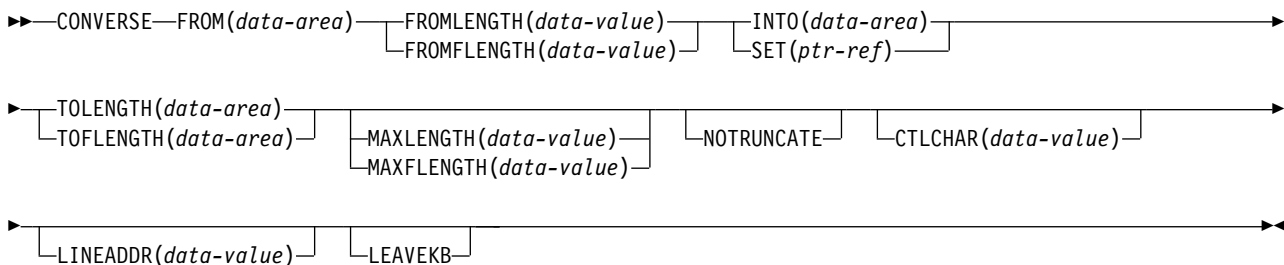 CONVERSE FROM(data-area) FROMLENGTH(data-value) INTO(data-area)
FROMFLENGTH(data-value) SET(ptr-ref)
TOLENGTH(data-area)
TOFLENGTH(data-area) MAXLENGTH(data-value) NOTRUNCATE CTLCHAR(data-value)
MAXFLENGTH(data-value)
LINEADDR(data-value) LEAVEKB